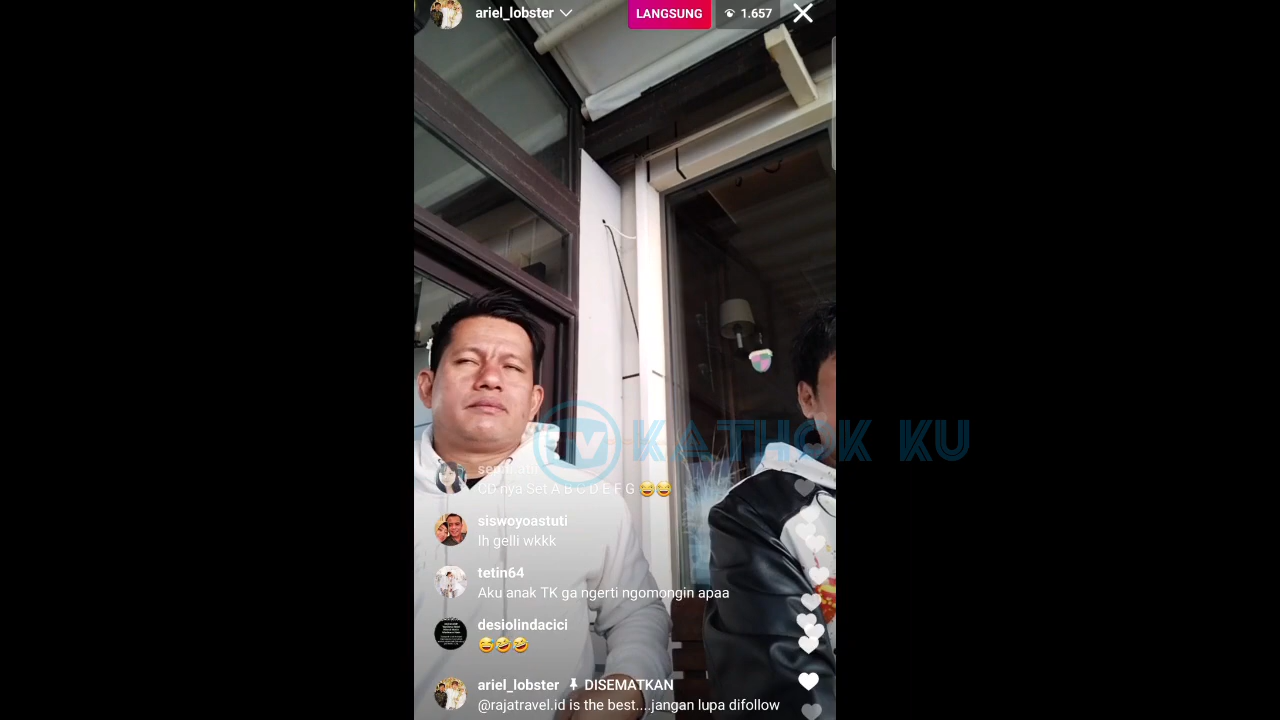 ariel_lobster
LANGSUNG
1.657
TV KATHOK KU
CD nya Set A B C D E F G 😂😂
siswoyoastuti
Ih gelli wkkk
tetin64
Aku anak TK ga ngerti ngomongin apaa
desiolindacici
😅🤣🤣
ariel_lobster DISEMATKAN
@rajatravel.id is the best....jangan lupa difollow